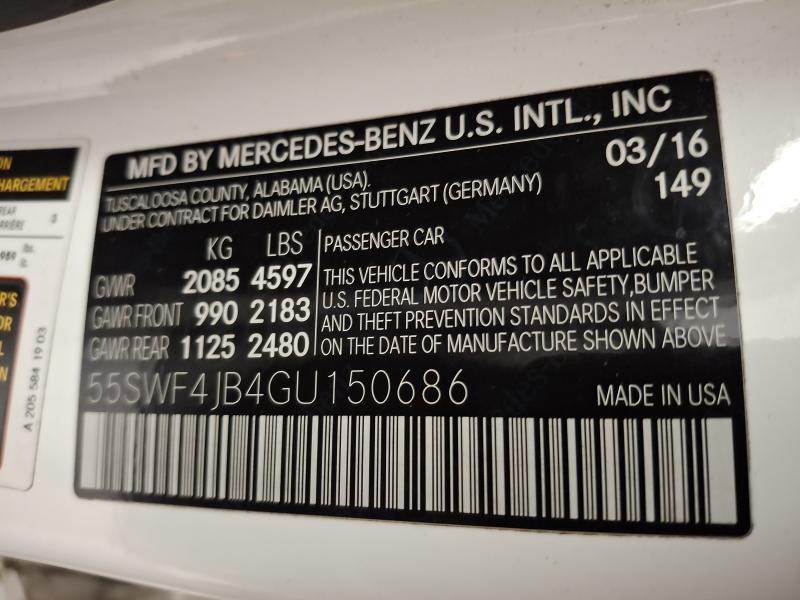 MFD BY MERCEDES-BENZ U.S. INTL., INC
TUSCALOOSA COUNTY, ALABAMA (USA).
UNDER CONTRACT FOR DAIMLER AG, STUTTGART (GERMANY)
03/16
149
KG LBS
GVWR 2085 4597
GAWR FRONT 990 2183
GAWR REAR 1125 2480
PASSENGER CAR
THIS VEHICLE CONFORMS TO ALL APPLICABLE
U.S. FEDERAL MOTOR VEHICLE SAFETY, BUMPER
AND THEFT PREVENTION STANDARDS IN EFFECT
ON THE DATE OF MANUFACTURE SHOWN ABOVE
55SWF4JB4GU150686
MADE IN USA
A 205 584 19 03